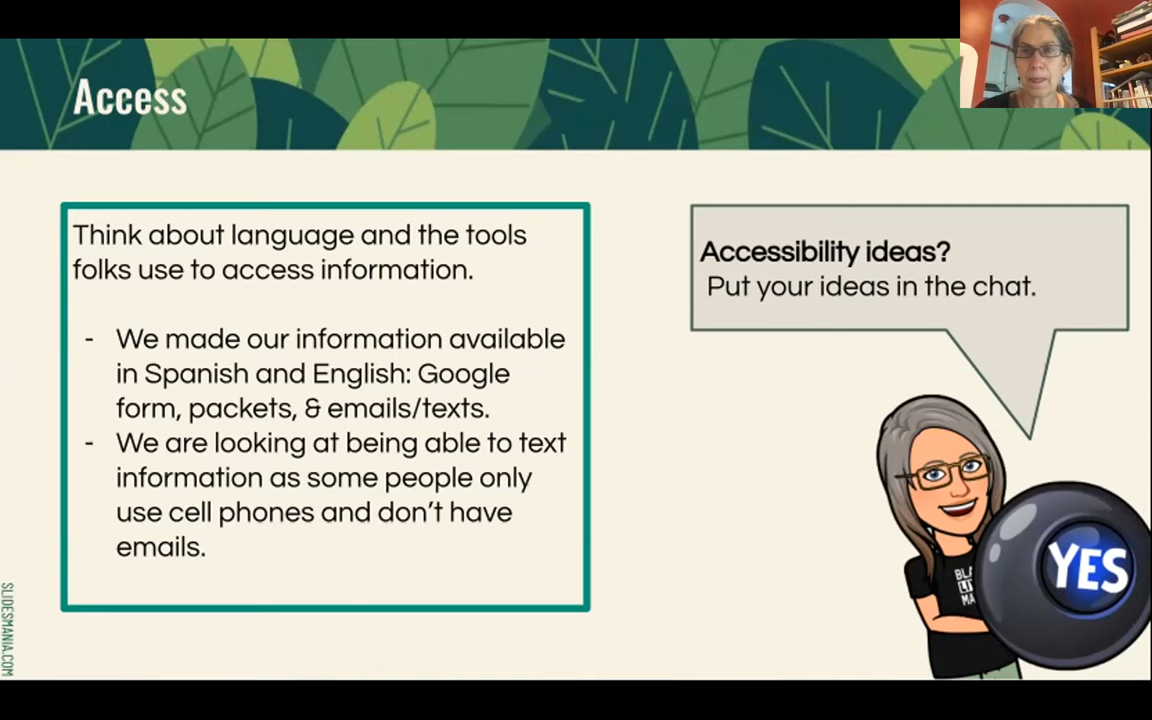 Access
Think about language and the tools
folks use to access information.
- We made our information available
in Spanish and English: Google
form, packets, & emails/texts.
- We are looking at being able to text
information as some people only
use cell phones and don’t have
emails.
Accessibility ideas?
Put your ideas in the chat.
YES
SLIDESMANIA.COM